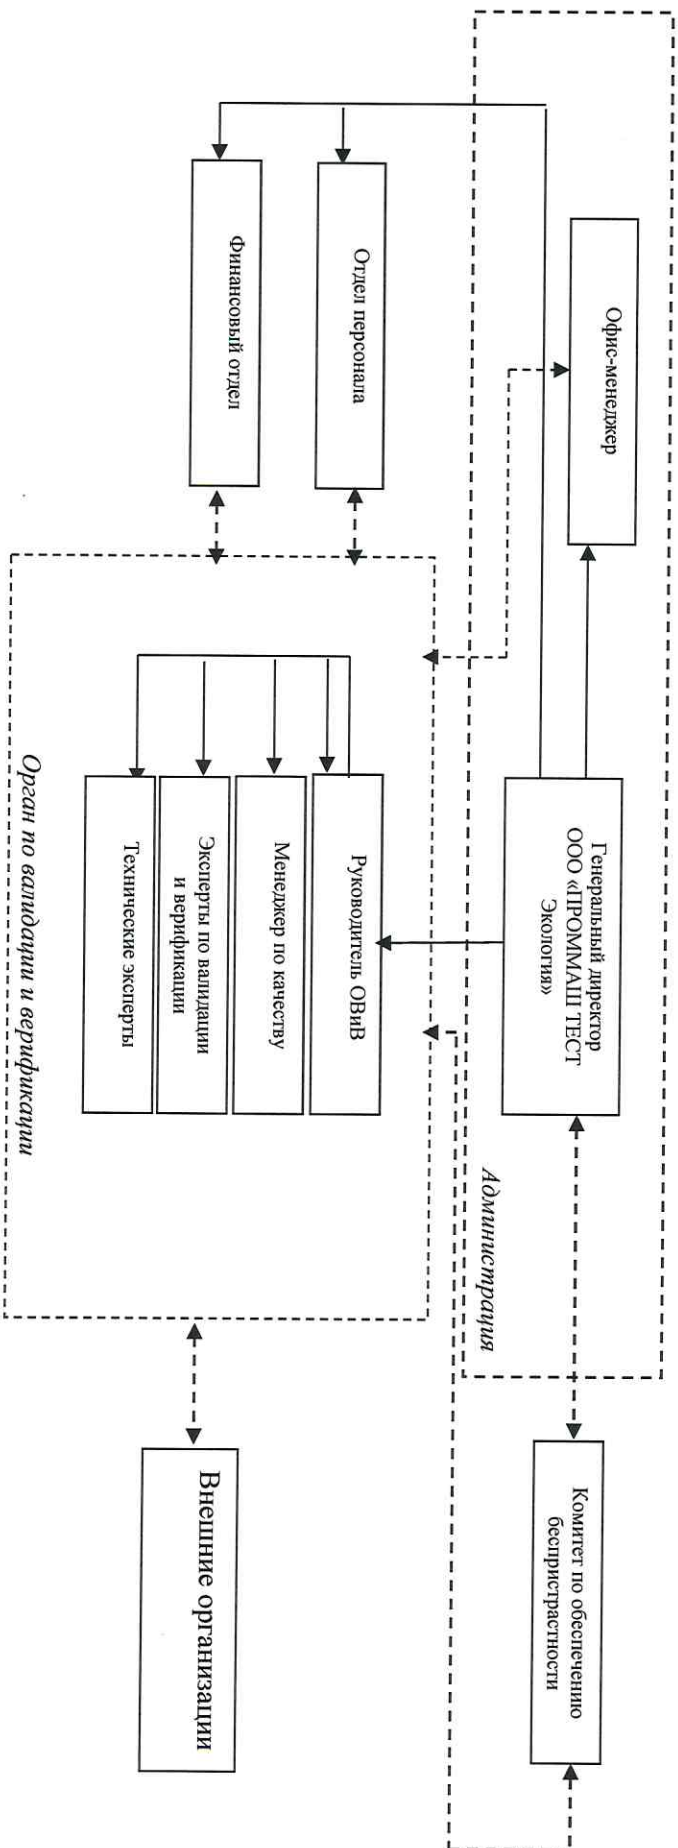 Офис-менеджер
Генеральный директор
ООО «ПРОММАШ ТЕСТ
Экология»
Администрация
Комитет по обеспечению
беспристрастности
Отдел персонала
Финансовый отдел
Руководитель ОВиВ
Менеджер по качеству
Эксперты по валидации
и верификации
Технические эксперты
Орган по валидации и верификации
Внешние организации